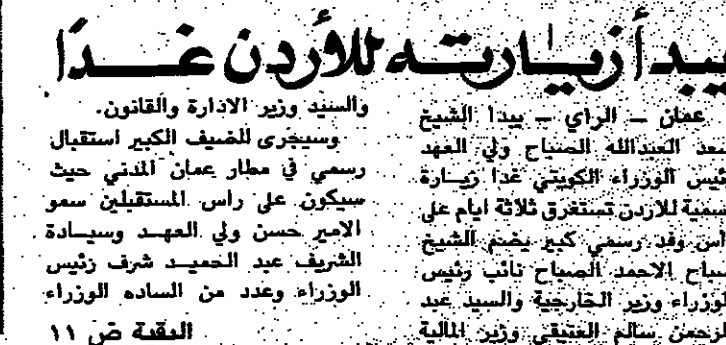 يبدأ زيارته للأردن غدًا
عمان – الراي – يبدا الشيخ
سعد العبدالله الصباح ولي العهد
رئيس الوزراء الكويتي غدا زيارة
رسمية للاردن تستغرق ثلاثة ايام على
راس وفد رسمي كبير يضم الشيخ
صباح الاحمد الصباح نائب رئيس
الوزراء وزير الخارجية والسيد عبد
الرحمن سالم العتيقي وزير المالية
والسيد وزير الادارة والقانون.
وسيجرى للضيف الكبير استقبال
رسمي في مطار عمان المدني حيث
سيكون على راس المستقبلين سمو
الامير حسن ولي العهد وسيادة
الشريف عبد الحميد شرف رئيس
الوزراء وعدد من الساده الوزراء
البقية ص ١١